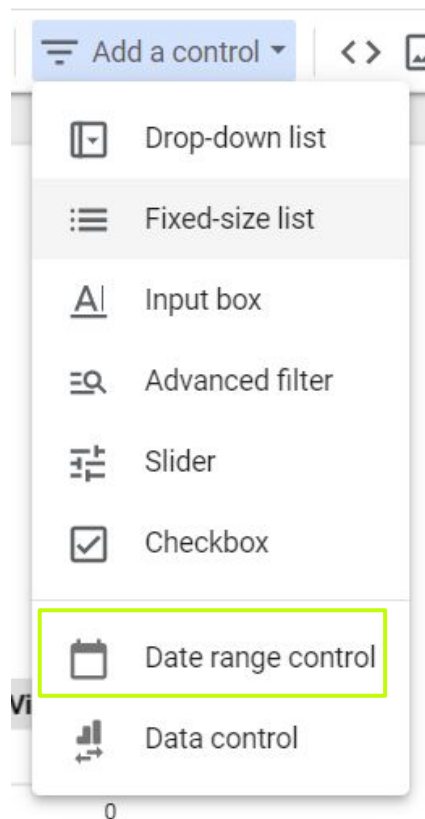 Add a control
Drop-down list
Fixed-size list
Input box
Advanced filter
Slider
Checkbox
Date range control
Vi
Data control
0